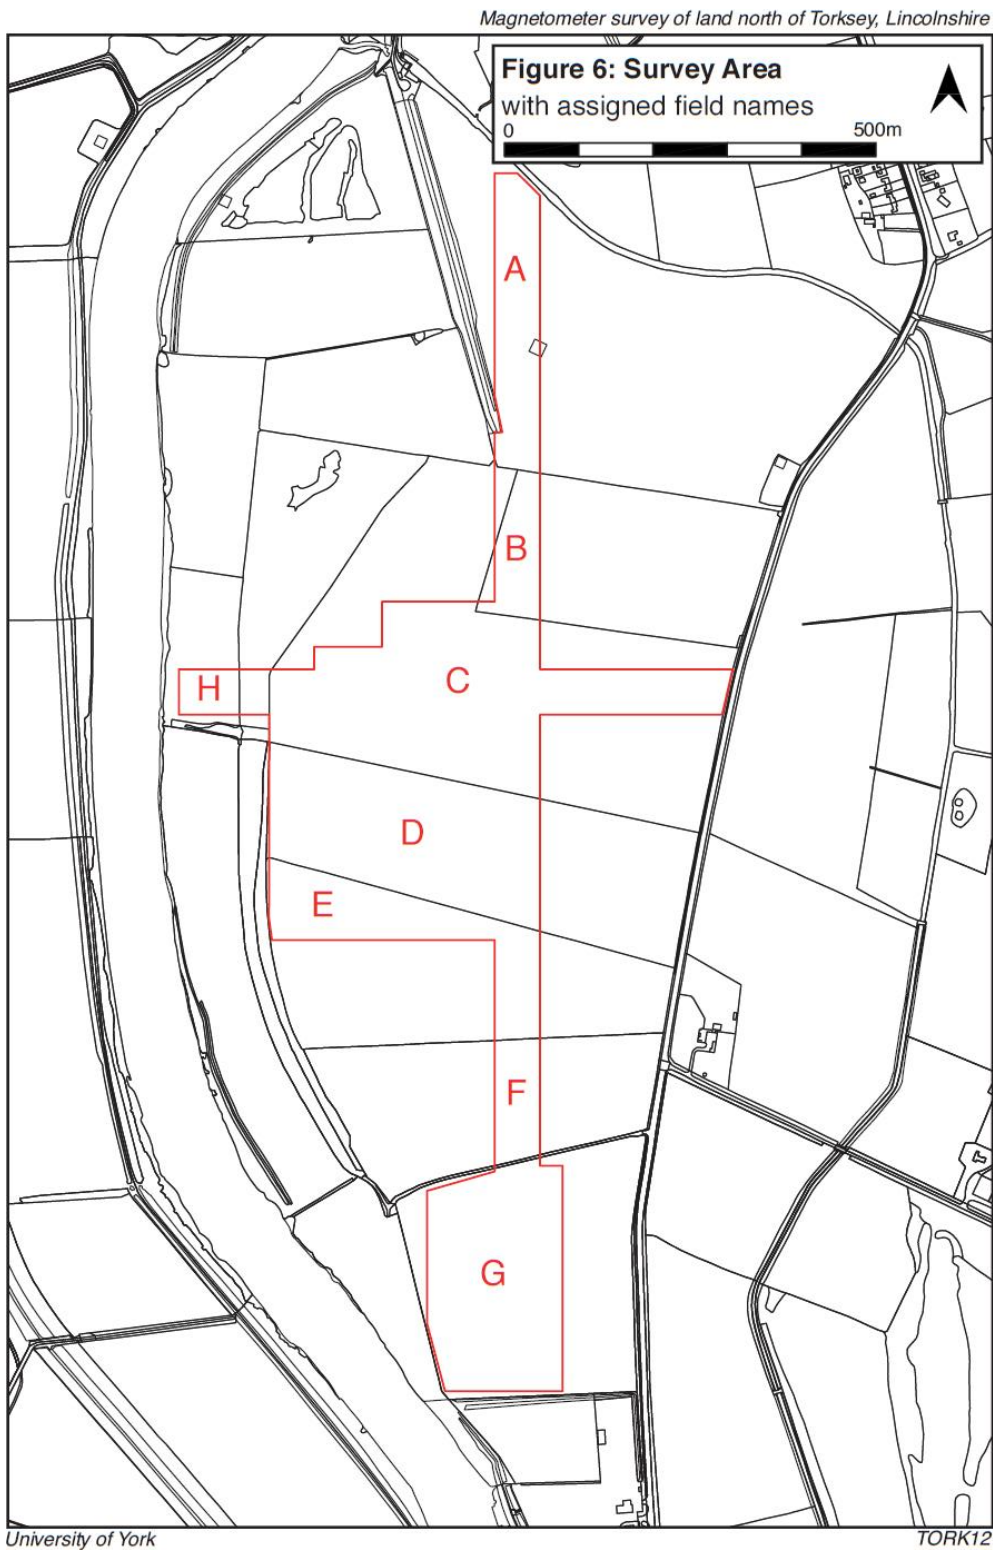 Magnetometer survey of land north of Torksey, Lincolnshire
Figure 6: Survey Area
with assigned field names
0 500m
A
B
C
H
D
E
F
G
University of York TORK12